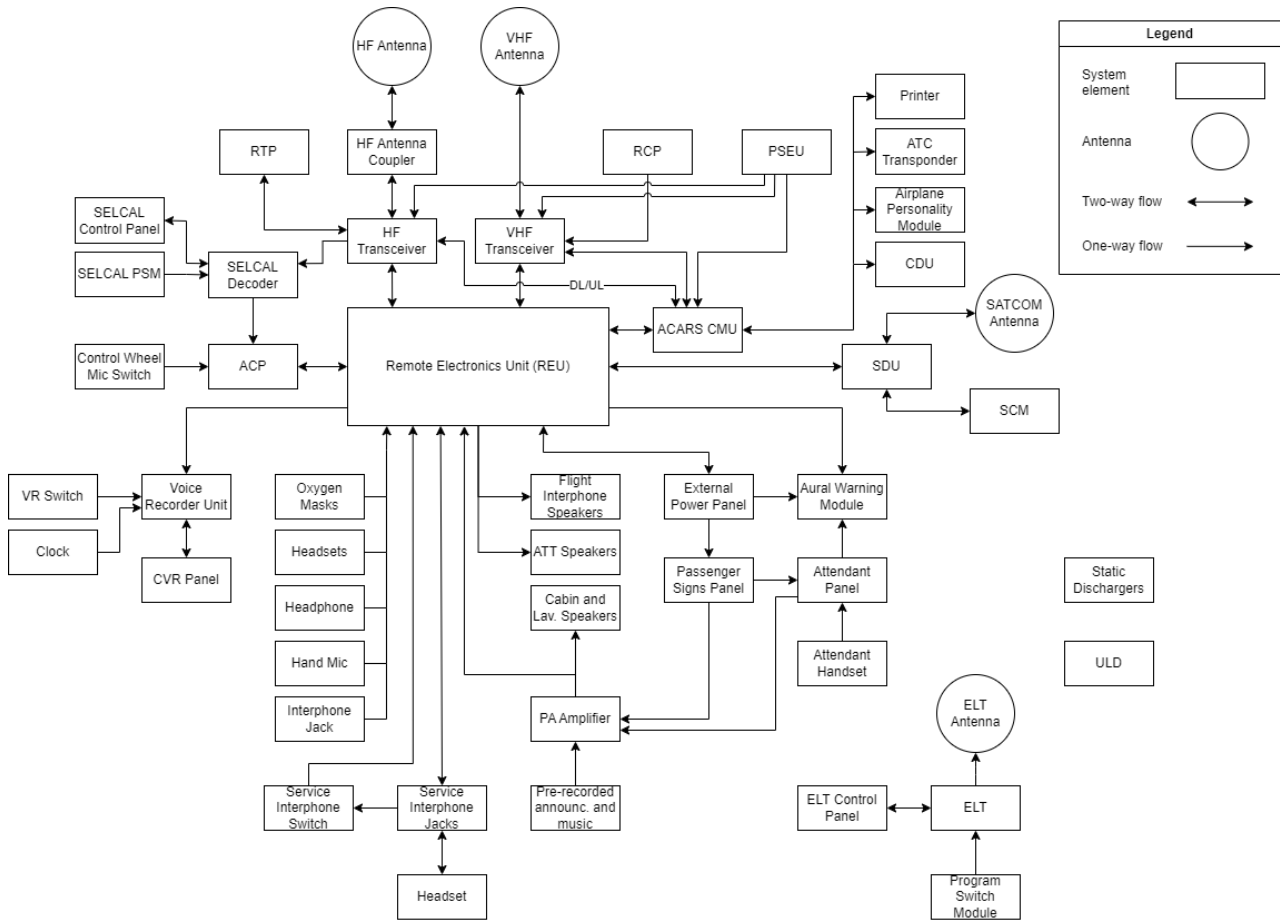 HF Antenna
VHF
Antenna
Legend
System
element
Antenna
Two-way flow
One-way flow
Printer
RTP
HF Antenna
Coupler
RCP
PSEU
ATC
Transponder
Airplane
Personality
Module
SELCAL
Control Panel
HF
Transceiver
VHF
Transceiver
SELCAL PSM
SELCAL
Decoder
CDU
DL/UL
SATCOM
Antenna
ACARS CMU
Control Wheel
Mic Switch
ACP
Remote Electronics Unit (REU)
SDU
SCM
VR Switch
Voice
Recorder Unit
Oxygen
Masks
Flight
Interphone
Speakers
External
Power Panel
Aural Warning
Module
Clock
CVR Panel
Headsets
ATT Speakers
Passenger
Signs Panel
Attendant
Panel
Static
Dischargers
Headphone
Cabin and
Lav. Speakers
Hand Mic
Attendant
Handset
ULD
Interphone
Jack
PA Amplifier
ELT
Antenna
Service
Interphone
Switch
Service
Interphone
Jacks
Pre-recorded
announc. and
music
ELT Control
Panel
ELT
Headset
Program
Switch
Module